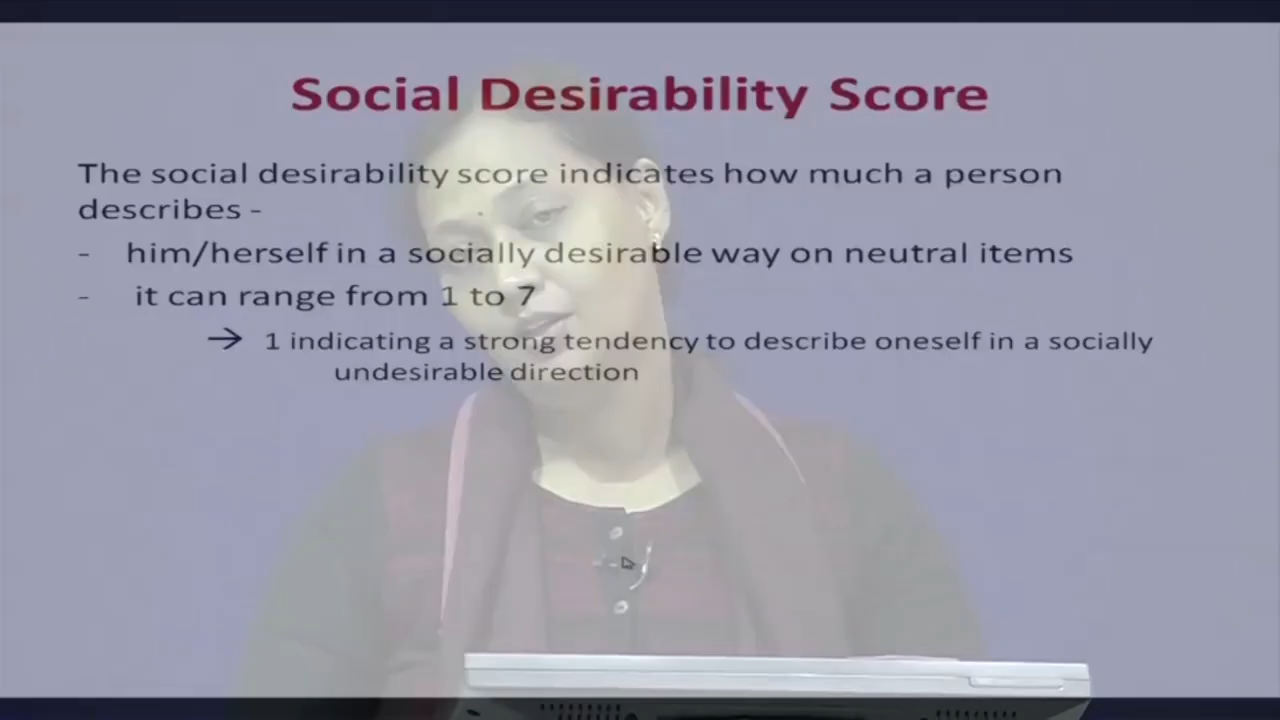 Social Desirability Score
The social desirability score indicates how much a person
describes -
- him/herself in a socially desirable way on neutral items
- it can range from 1 to 7
→ 1 indicating a strong tendency to describe oneself in a socially
undesirable direction